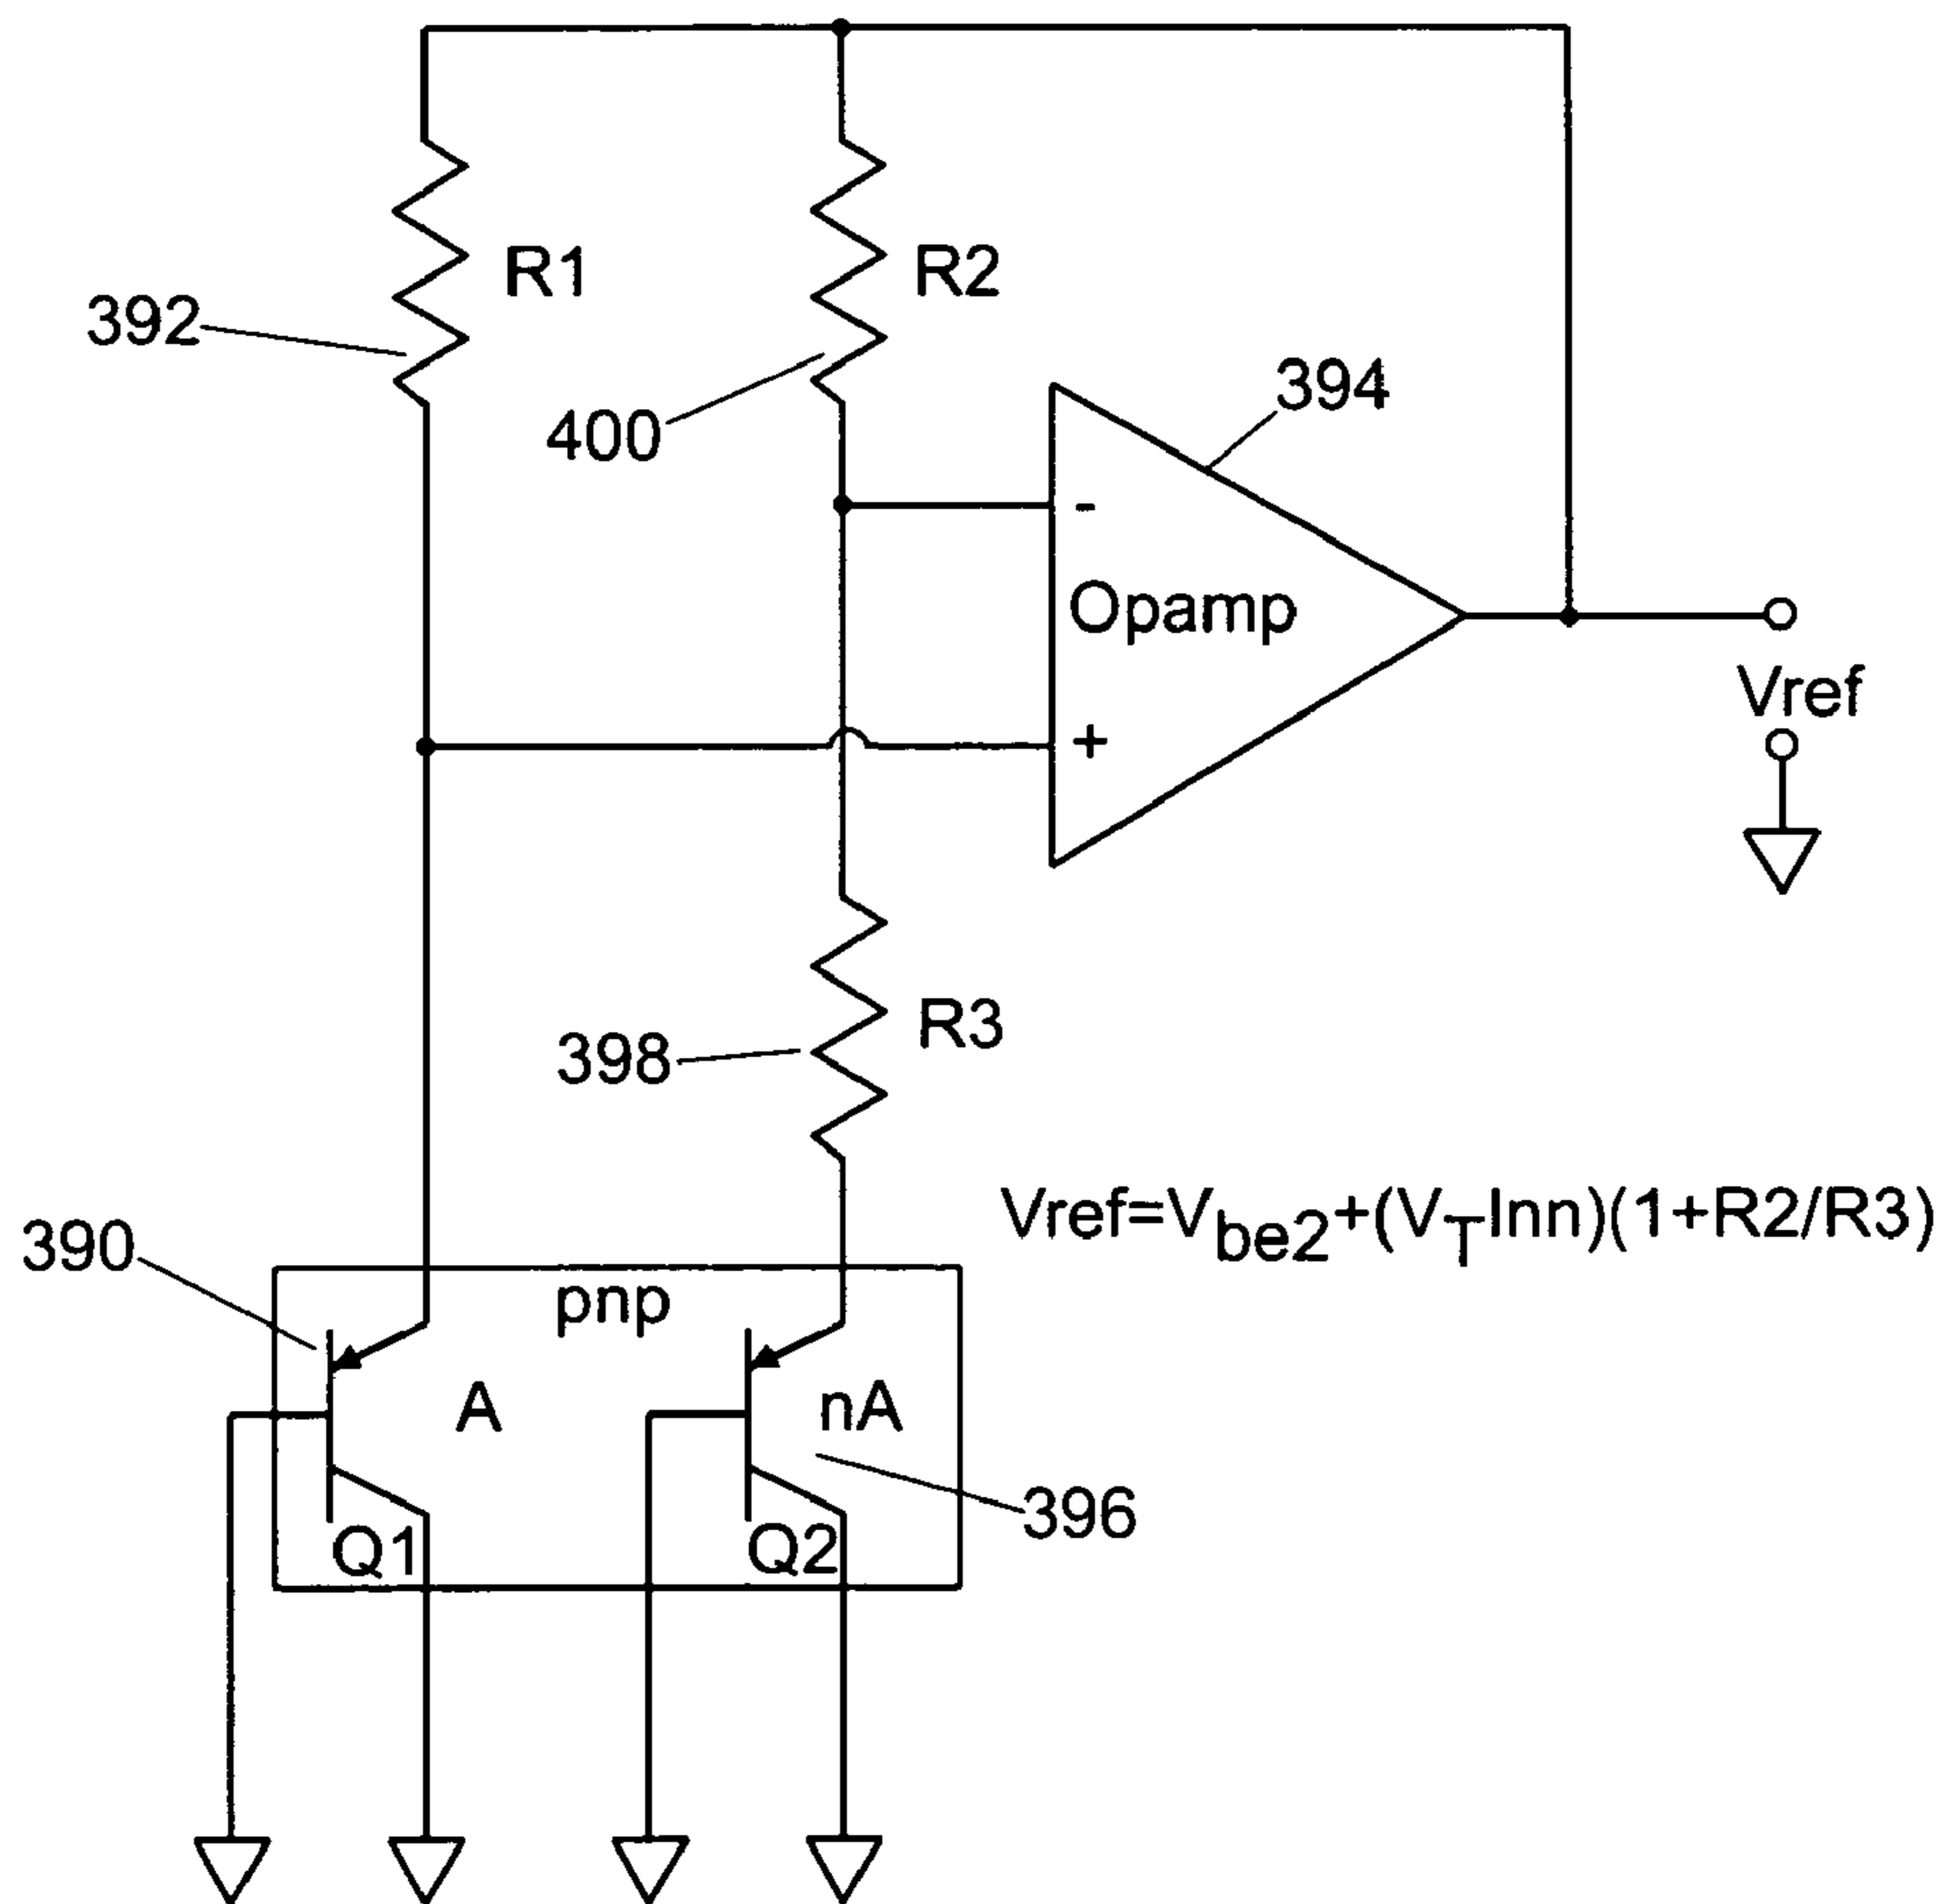 R1
R2
392
394
400
-
Opamp
Vref
+
R3
398
Vref=Vbe2+(VTlnn)(1+R2/R3)
390
pnp
A
nA
396
Q1
Q2